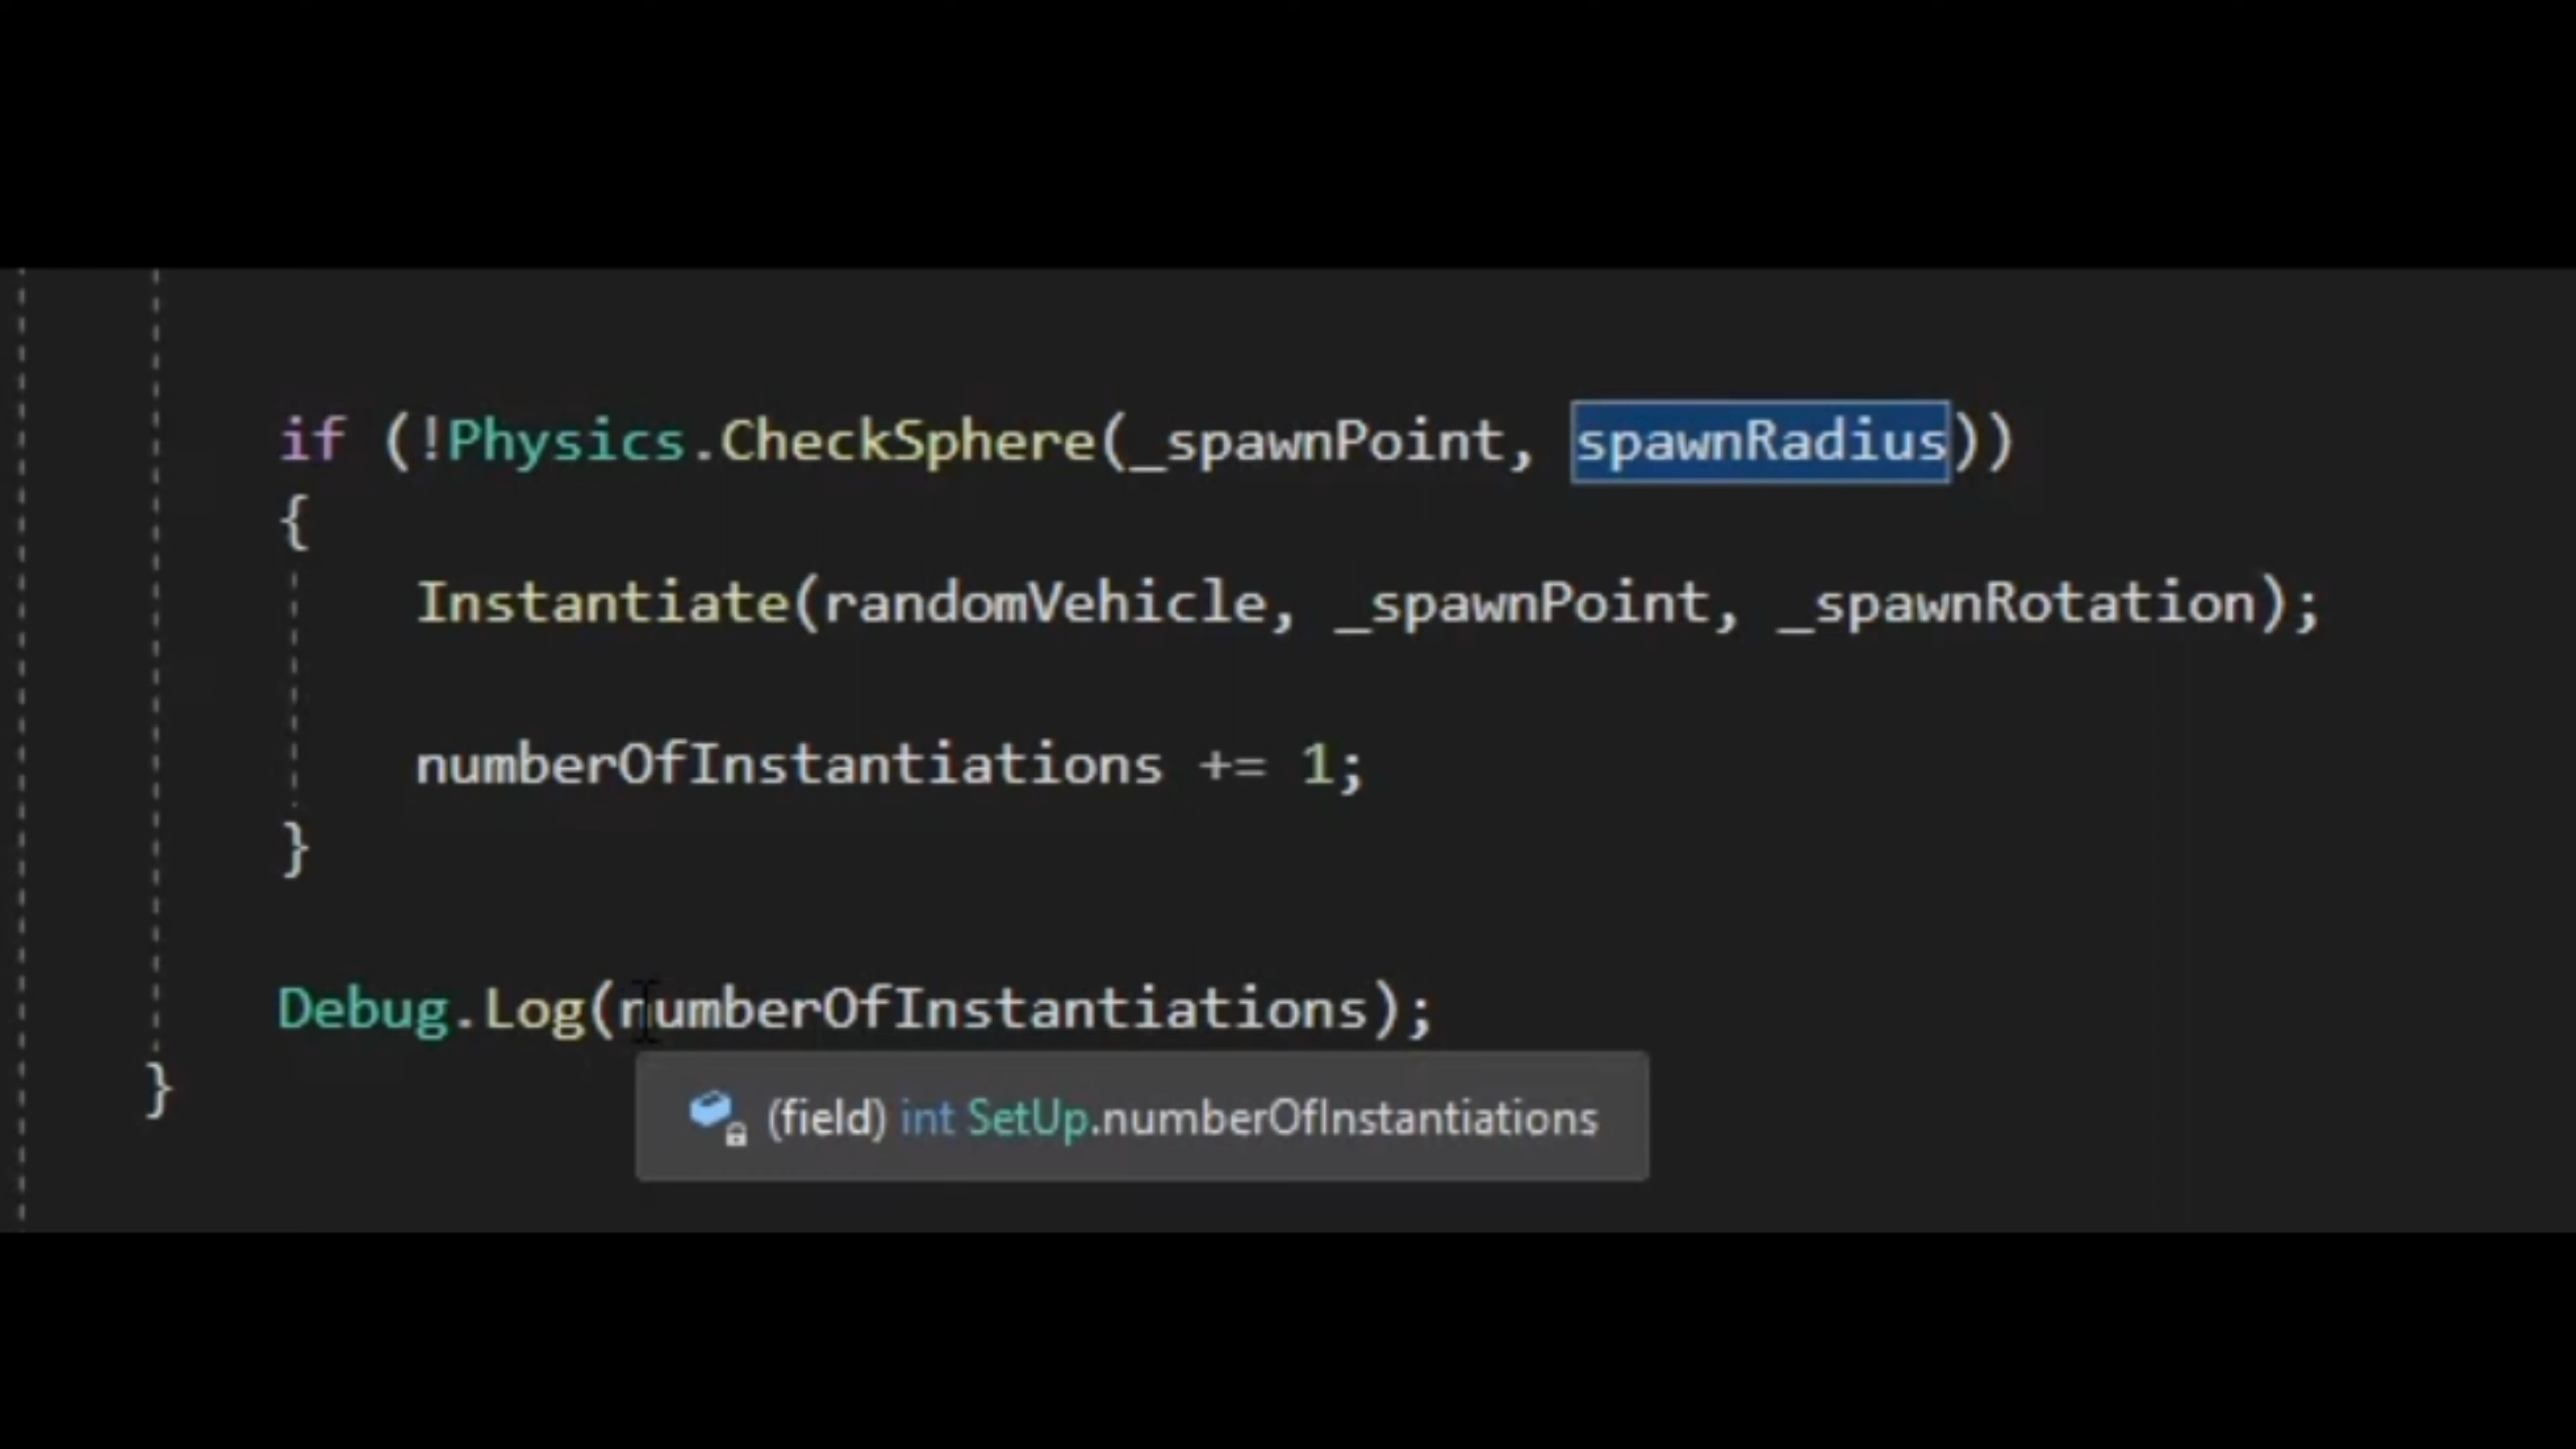 if (!Physics.CheckSphere(_spawnPoint, spawnRadius))
{
Instantiate(randomVehicle, _spawnPoint, _spawnRotation);
numberOfInstantiations += 1;
}
Debug.Log(numberOfInstantiations);
}
(field) int SetUp.numberOfInstantiations